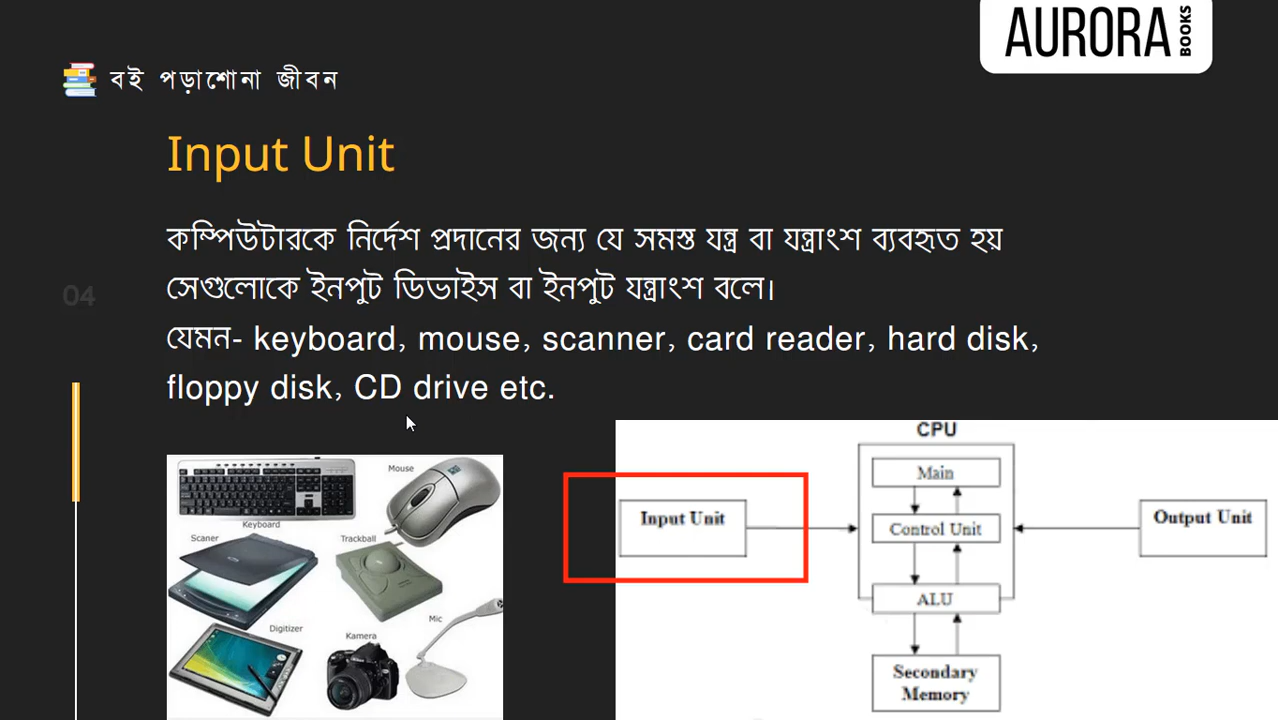 AURORA BOOKS
বই পড়াশোনা জীবন
Input Unit
কম্পিউটারকে নির্দেশ প্রদানের জন্য যে সমস্ত যন্ত্র বা যন্ত্রাংশ ব্যবহৃত হয়
সেগুলোকে ইনপুট ডিভাইস বা ইনপুট যন্ত্রাংশ বলে।
04
যেমন- keyboard, mouse, scanner, card reader, hard disk,
floppy disk, CD drive etc.
Mouse
Keyboard
Scaner
Trackball
Digitizer
Kamera
Mic
CPU
Main
Input Unit
Control Unit
Output Unit
ALU
Secondary
Memory